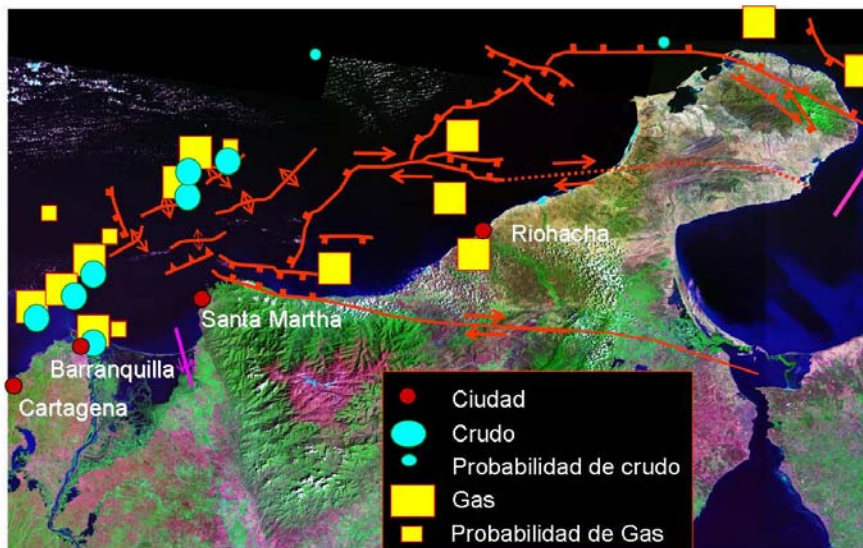 Riohacha
Santa Martha
Barranquilla
Cartagena
Ciudad
Crudo
Probabilidad de crudo
Gas
Probabilidad de Gas